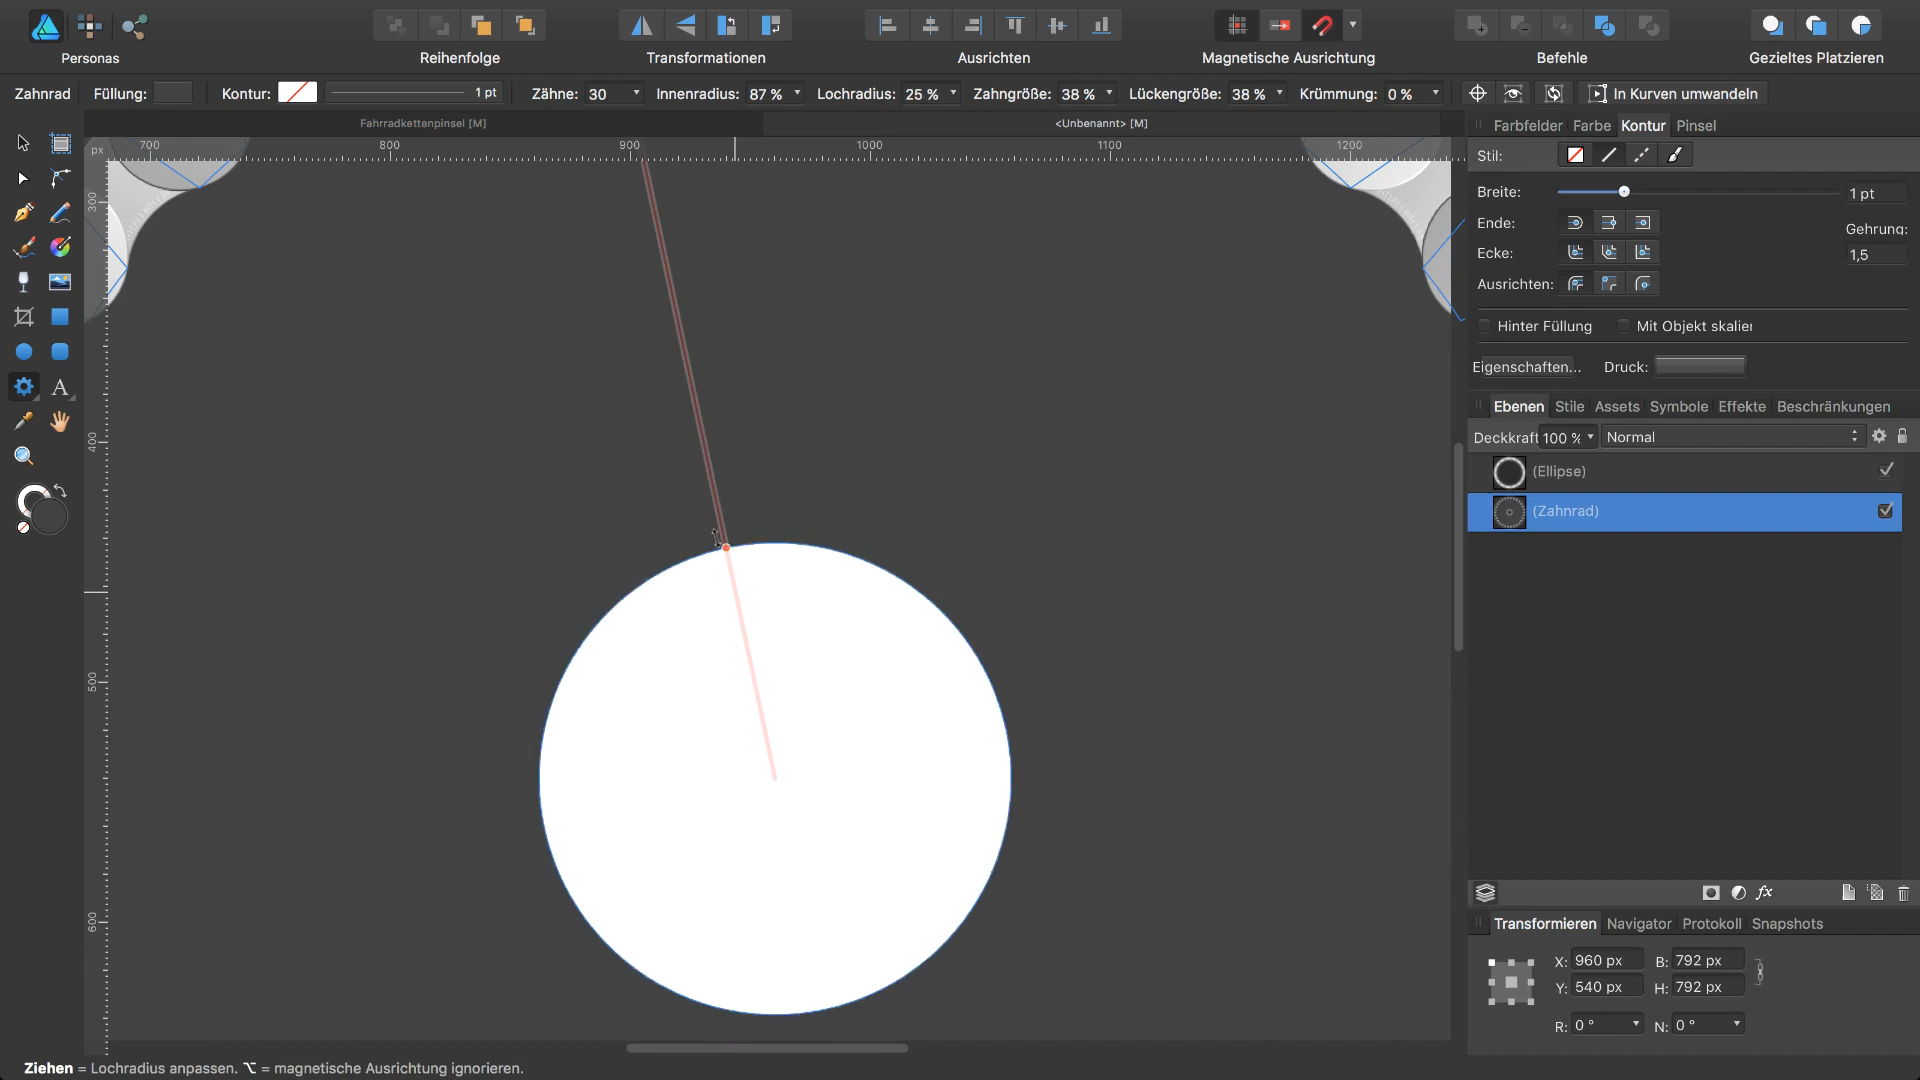 Personas
Reihenfolge
Transformationen
Ausrichten
Magnetische Ausrichtung
Befehle
Gezieltes Platzieren
Zahnrad
Füllung:
Kontur:
1 pt
Zähne: 30
Innenradius: 87 %
Lochradius: 25 %
Zahngröße: 38 %
Lückengröße: 38 %
Krümmung: 0 %
In Kurven umwandeln
Fahrradkettenpinsel [M]
<Unbenannt> [M]
px
700
800
900
1000
1100
1200
300
400
500
600
A
Farbfelder Farbe Kontur Pinsel
Stil:
Breite:
1 pt
Ende:
Gehrung:
Ecke:
1,5
Ausrichten:
Hinter Füllung
Mit Objekt skalier
Eigenschaften...
Druck:
Ebenen Stile Assets Symbole Effekte Beschränkungen
Deckkraft 100 % Normal
(Ellipse)
(Zahnrad)
fx
Transformieren Navigator Protokoll Snapshots
X: 960 px B: 792 px
Y: 540 px H: 792 px
R: 0 ° N: 0 °
Ziehen = Lochradius anpassen. ⌥ = magnetische Ausrichtung ignorieren.